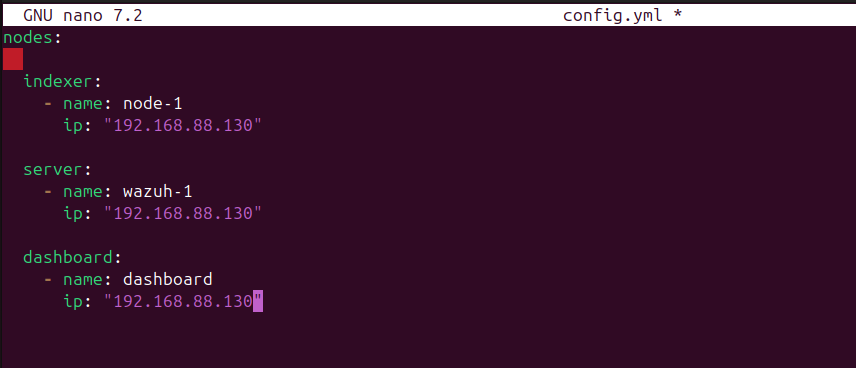 GNU nano 7.2 config.yml *
nodes:
indexer:
- name: node-1
ip: "192.168.88.130"
server:
- name: wazuh-1
ip: "192.168.88.130"
dashboard:
- name: dashboard
ip: "192.168.88.130"